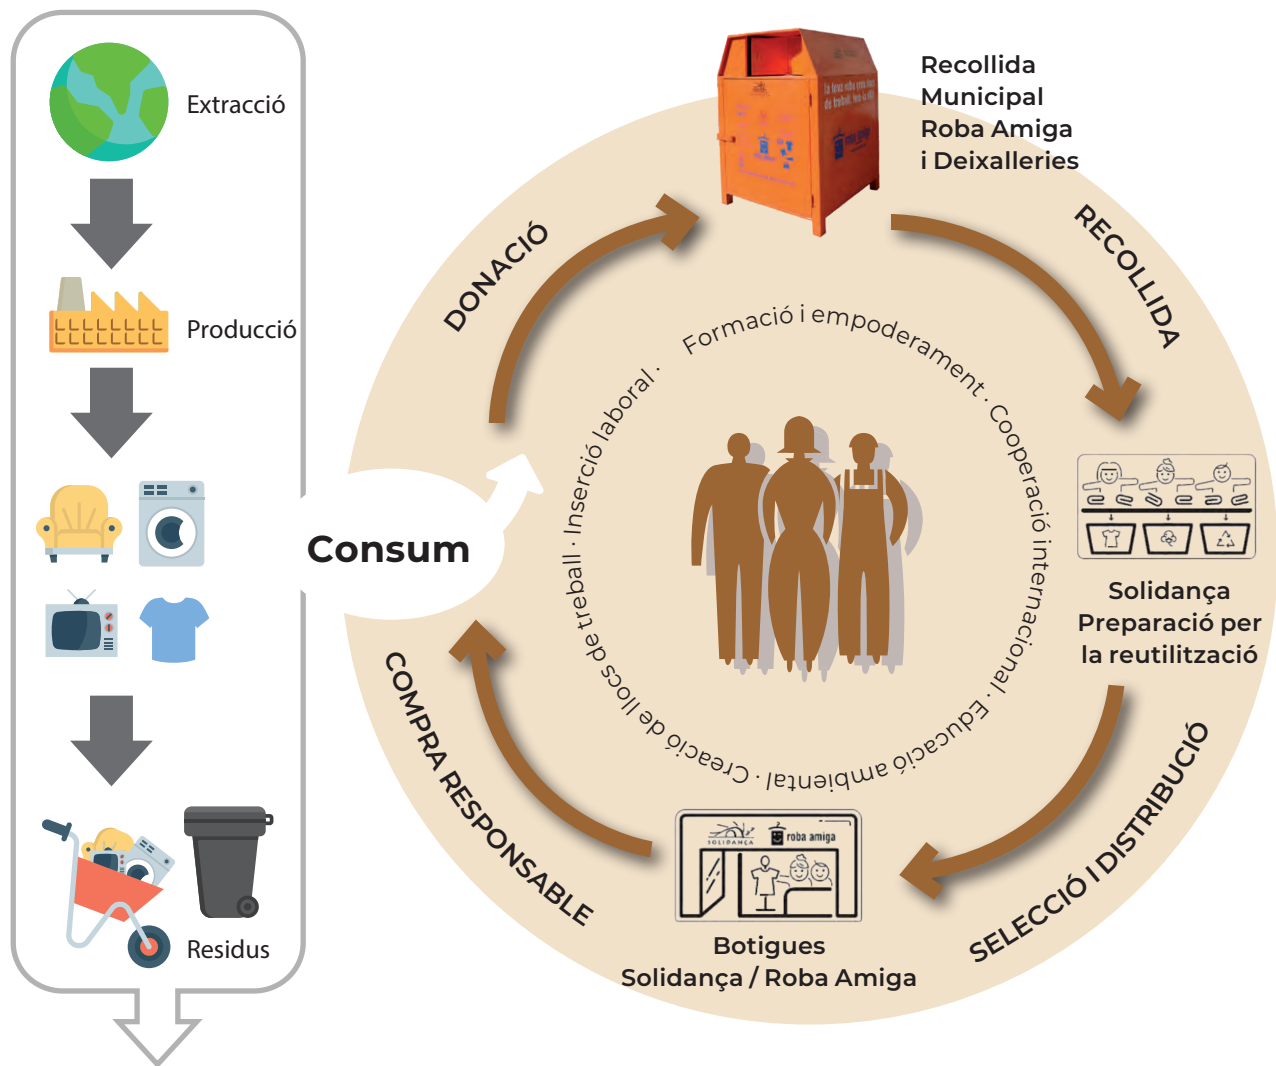 Extracció
Producció
Consum
Residus
DONACIÓ
Recollida
Municipal
Roba Amiga
i Deixalleries
RECOLLIDA
Solidança
Preparació per
la reutilització
SELECCIÓ I DISTRIBUCIÓ
SOLIDANÇA
roba amiga
Botigues
Solidança / Roba Amiga
COMPRA RESPONSABLE
Formació i empoderament · Cooperació internacional · Educació ambiental · Creació de llocs de treball · Inserció laboral ·